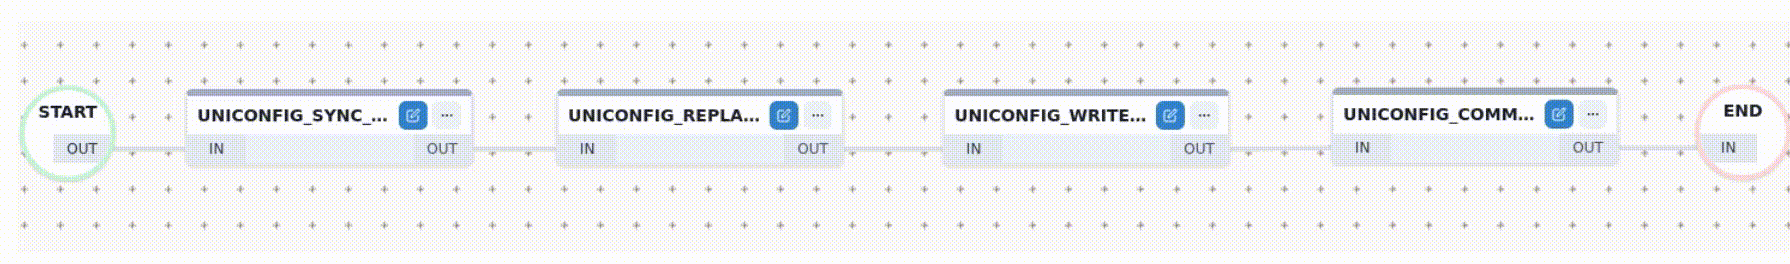 START
OUT
UNICONFIG_SYNC_...
IN
OUT
UNICONFIG_REPLA...
IN
OUT
UNICONFIG_WRITE...
IN
OUT
UNICONFIG_COMM...
IN
OUT
END
IN